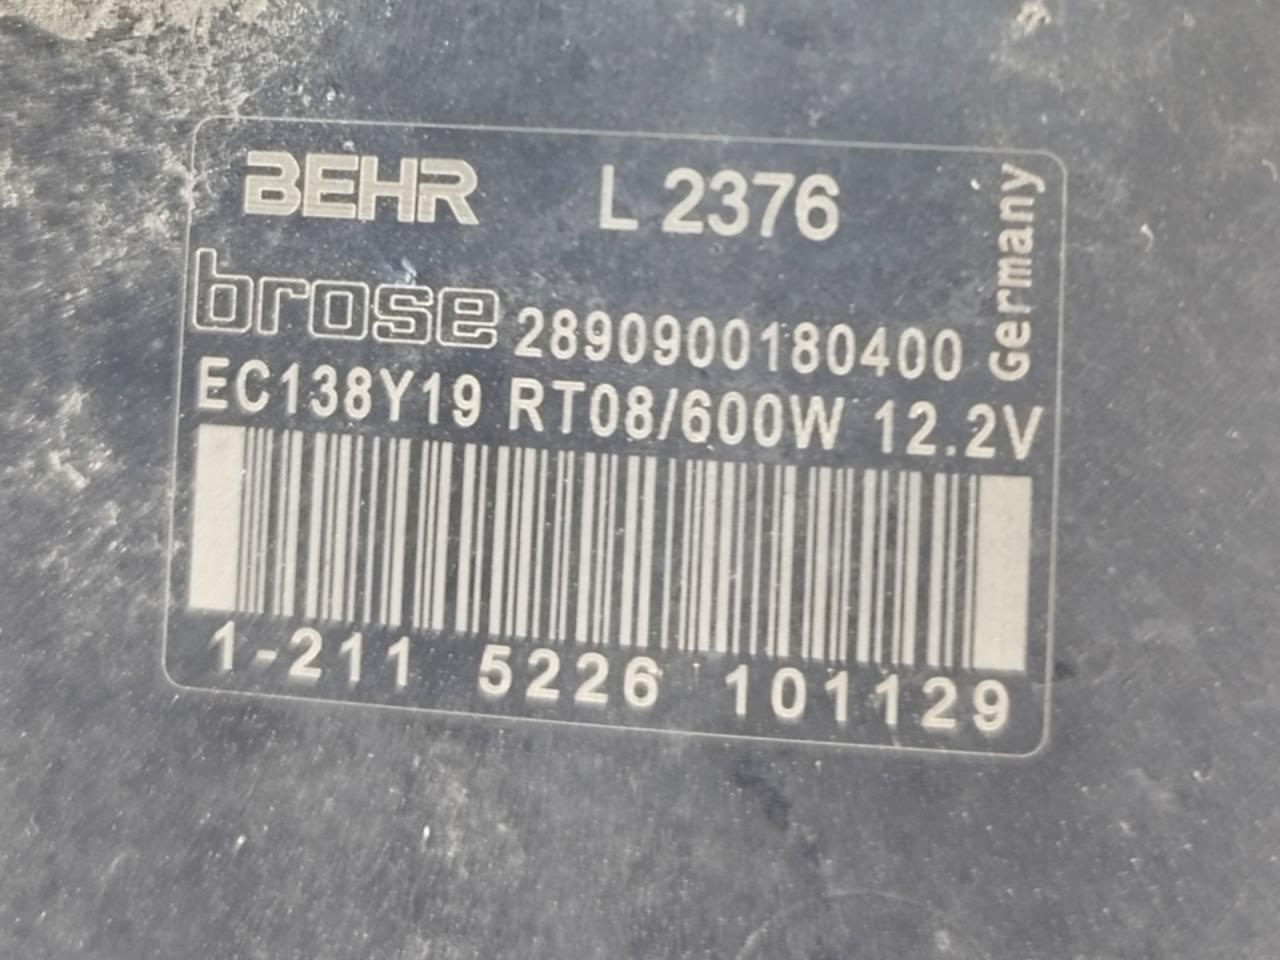 BEHR L 2376
Germany
brose 2890900180400
EC138Y19 RT08/600W 12.2V
1-211 5226 101129